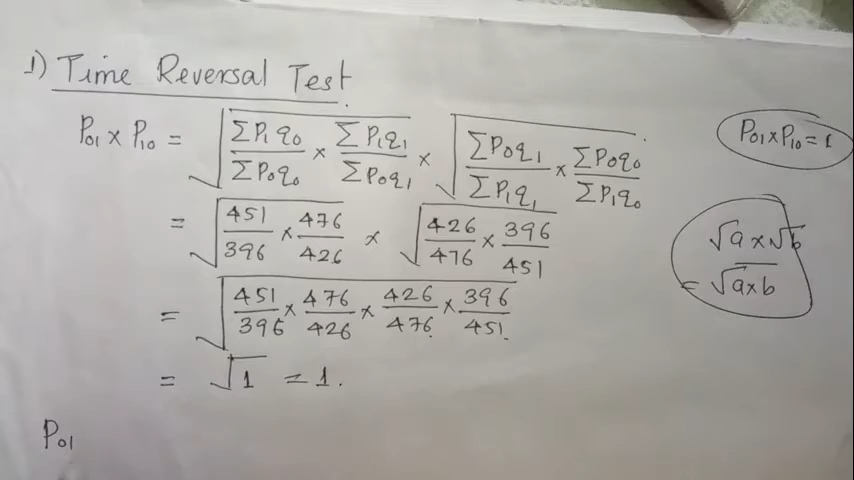 1) Time Reversal Test.
P₀₁ × P₁₀ = √(ΣP₁q₀/ΣP₀q₀ × ΣP₁q₁/ΣP₀q₁) × √(ΣP₀q₁/ΣP₁q₁ × ΣP₀q₀/ΣP₁q₀)
P₀₁ × P₁₀ = 1
= √(451/396 × 476/426) × √(426/476 × 396/451)
√a × √b
= √a×b
= √(451/396 × 476/426 × 426/476 × 396/451)
= √1 = 1.
P₀₁